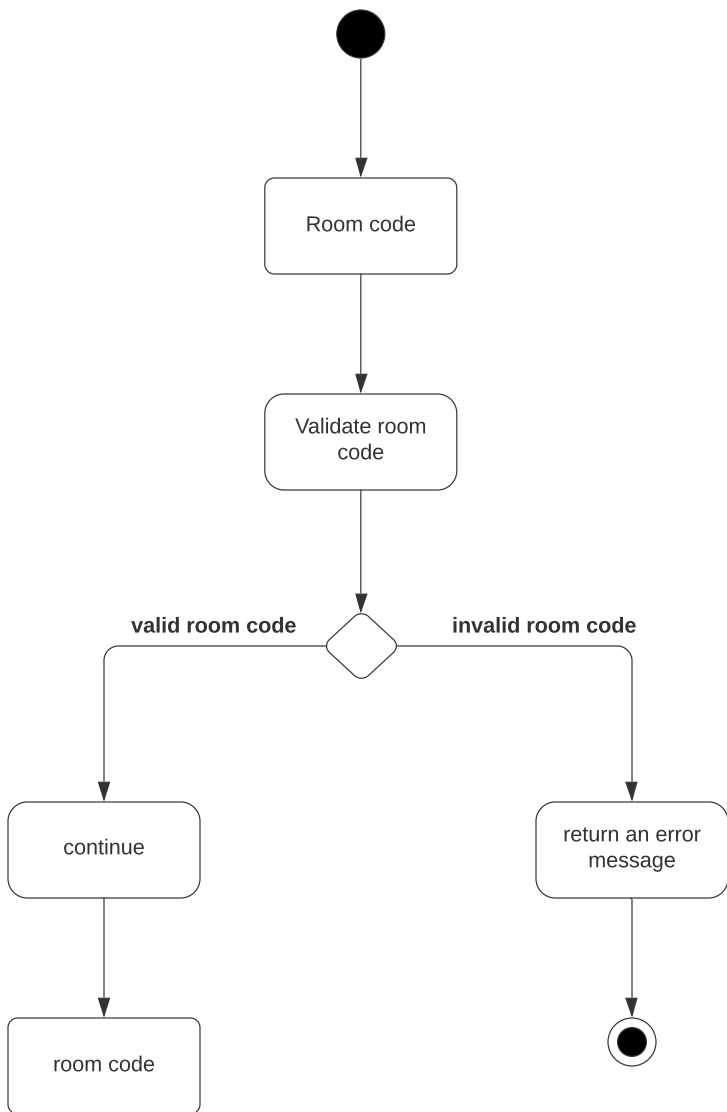 Room code
Validate room
code
valid room code
invalid room code
continue
return an error
message
room code